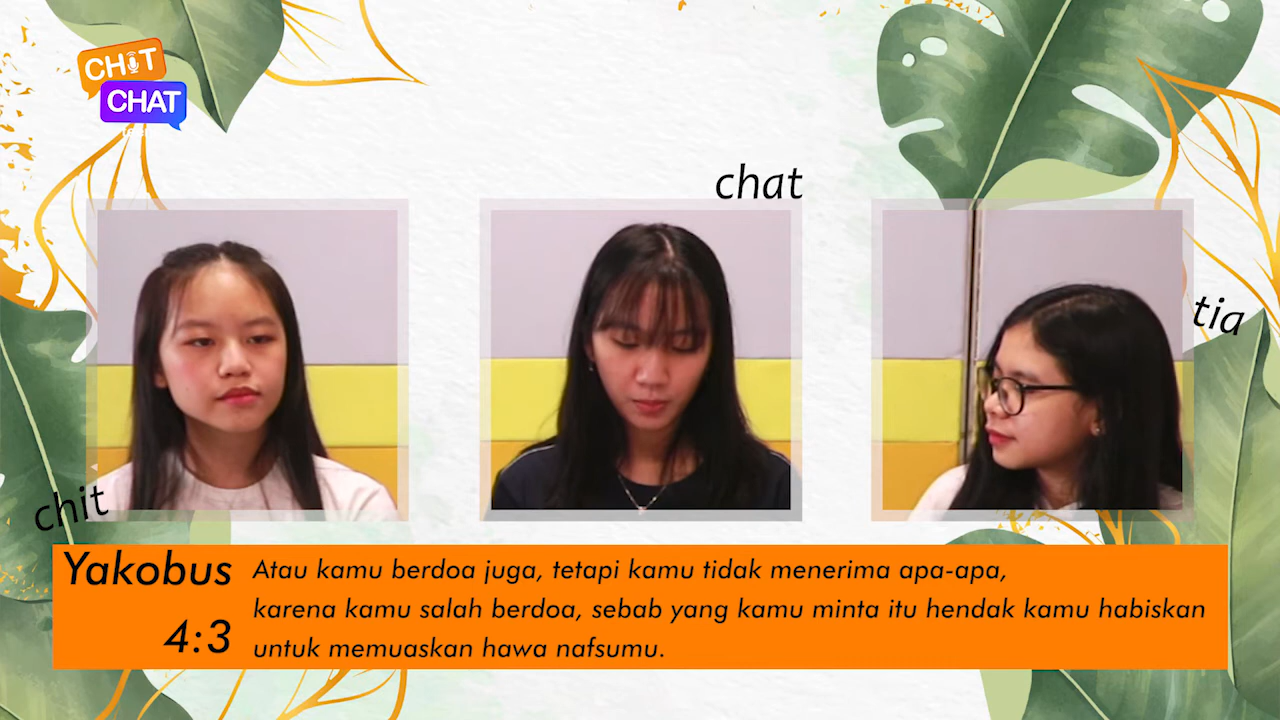 CHiT
CHAT
chat
tia
chit
Yakobus
4:3
Atau kamu berdoa juga, tetapi kamu tidak menerima apa-apa,
karena kamu salah berdoa, sebab yang kamu minta itu hendak kamu habiskan
untuk memuaskan hawa nafsumu.